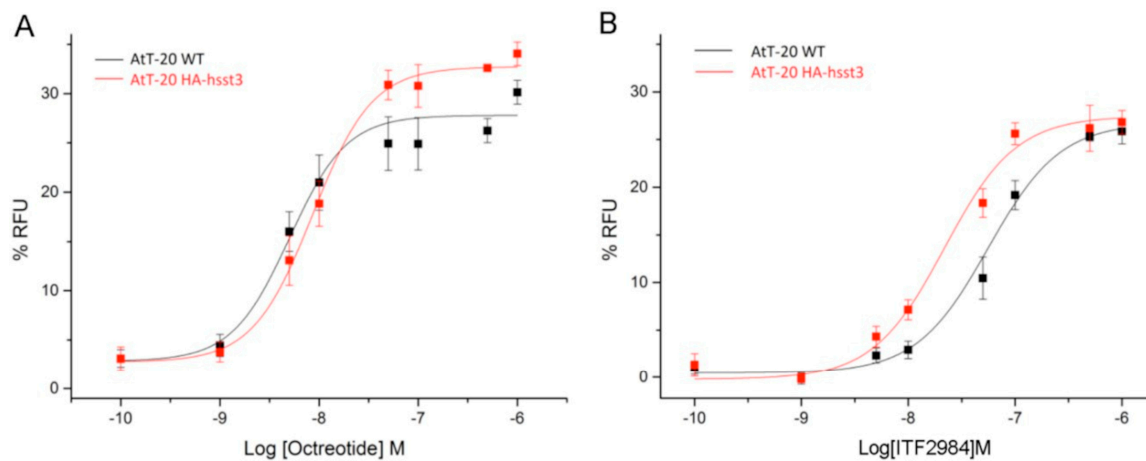 A
AtT-20 WT
AtT-20 HA-hsst3
% RFU
30
20
10
0
-10
-9
-8
-7
-6
Log [Octreotide] M
B
AtT-20 WT
AtT-20 HA-hsst3
% RFU
30
20
10
0
-10
-9
-8
-7
-6
Log[ITF2984]M